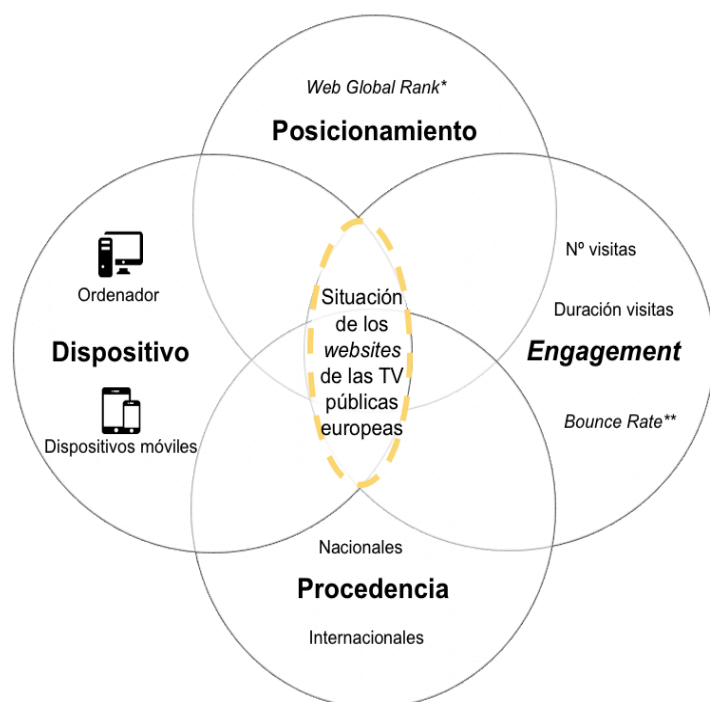 Web Global Rank*
Posicionamiento
Ordenador
Dispositivo
Dispositivos móviles
Situación
de los
websites
de las TV
públicas
europeas
Nº visitas
Duración visitas
Engagement
Bounce Rate**
Nacionales
Procedencia
Internacionales